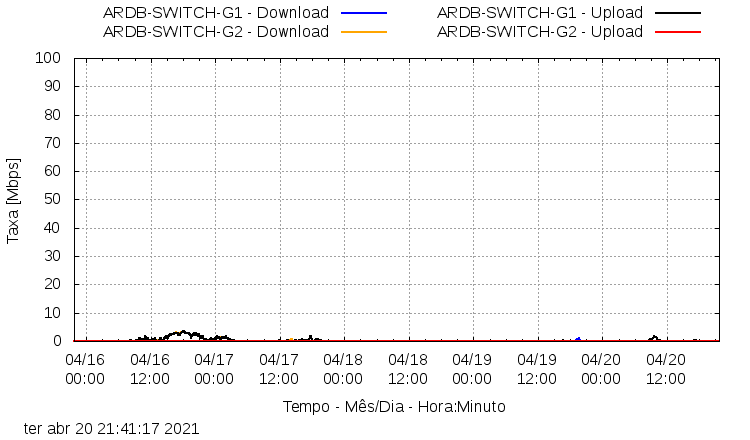 ARDB-SWITCH-G1 - Download ARDB-SWITCH-G1 - Upload
ARDB-SWITCH-G2 - Download ARDB-SWITCH-G2 - Upload
100
90
80
70
60
50
40
30
20
10
0
Taxa [Mbps]
04/16 04/16 04/17 04/17 04/18 04/18 04/19 04/19 04/20 04/20
00:00 12:00 00:00 12:00 00:00 12:00 00:00 12:00 00:00 12:00
Tempo - Mês/Dia - Hora:Minuto
ter abr 20 21:41:17 2021